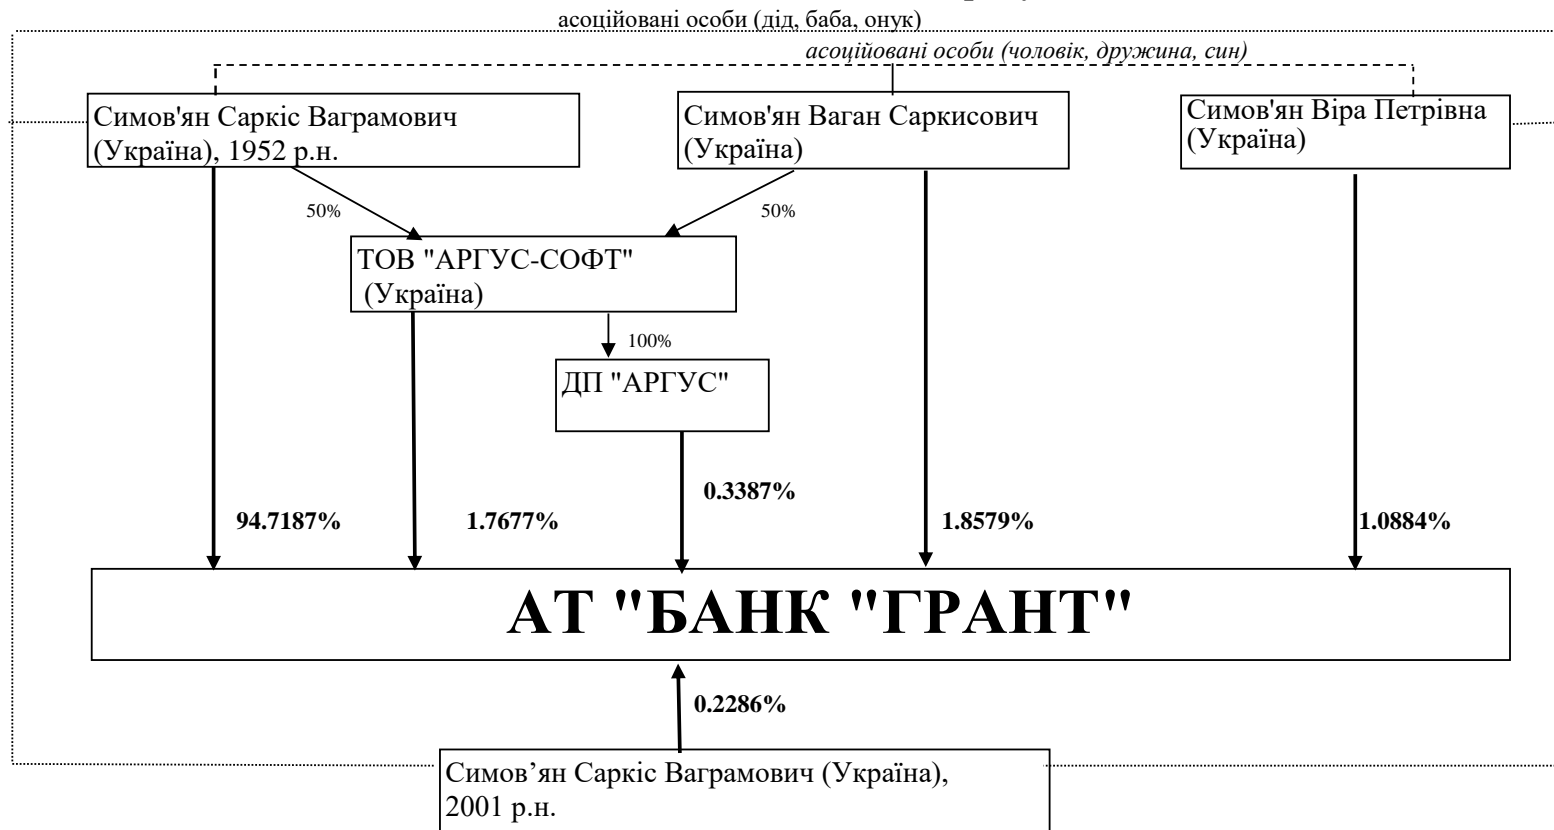 асоційовані особи (дід, баба, онук)
асоційовані особи (чоловік, дружина, син)
Симов'ян Саркіс Ваграмович
(Україна), 1952 р.н.
Симов'ян Ваган Саркисович
(Україна)
Симов'ян Віра Петрівна
(Україна)
50%
50%
ТОВ "АРГУС-СОФТ"
(Україна)
100%
ДП "АРГУС"
0.3387%
94.7187%
1.7677%
1.8579%
1.0884%
АТ "БАНК "ГРАНТ"
0.2286%
Симов’ян Саркіс Ваграмович (Україна),
2001 р.н.